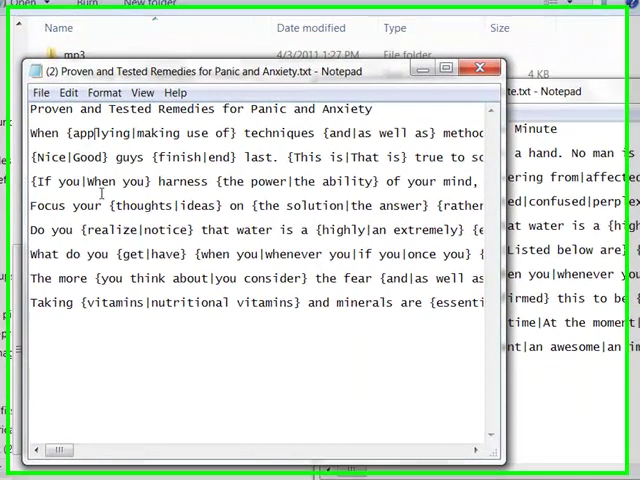 Open
Burn
New folder
Name
Date modified
Type
Size
mp3
4/3/2011 1:27 PM
File folder
4 KB
(2) Proven and Tested Remedies for Panic and Anxiety.txt - Notepad
te.txt - Notepad
File Edit Format View Help
Proven and Tested Remedies for Panic and Anxiety
When {applying|making use of} techniques {and|as well as} metho
{Nice|Good} guys {finish|end} last. {This is|That is} true to so
{If you|When you} harness {the power|the ability} of your mind,
Focus your {thoughts|ideas} on {the solution|the answer} {rather
Do you {realize|notice} that water is a {highly|an extremely} {e
What do you {get|have} {when you|whenever you|if you|once you} {
The more {you think about|you consider} the fear {and|as well as
Taking {vitamins|nutritional vitamins} and minerals are {essenti
Minute
a hand. No man is
ering from|affected
ed|confused|perplex
at water is a {high
Listed below are} {
en you|whenever you
irmed} this to be {
time|At the moment
nt|an awesome|an im